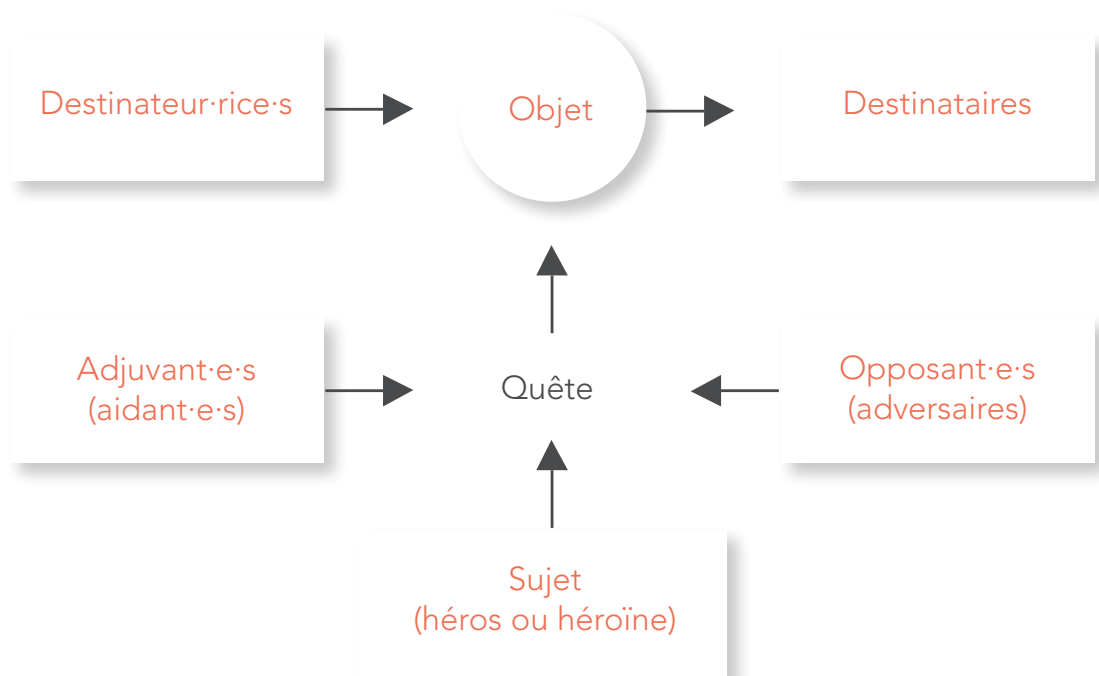 Destinateur·rice·s
Objet
Destinataires
Adjuvant·e·s
(aidant·e·s)
Quête
Opposant·e·s
(adversaires)
Sujet
(héros ou héroïne)